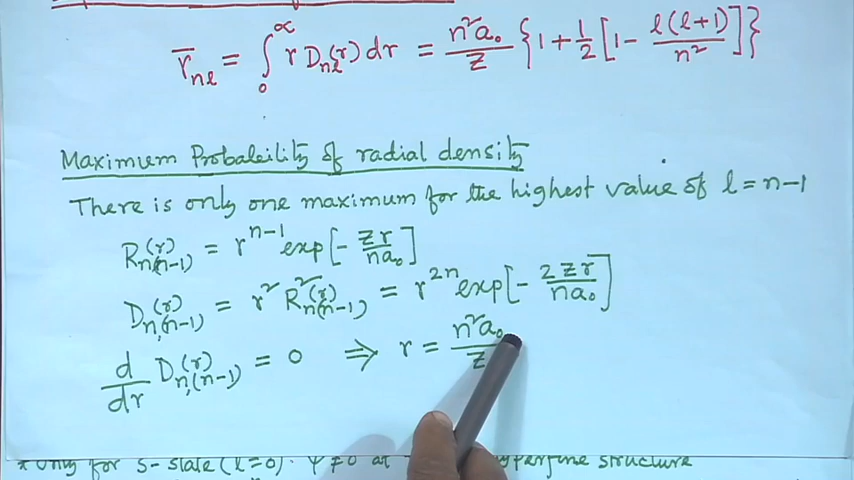 r̅nℓ = ∫₀^∝ r Dnℓ(r) dr = n²a₀/Z {1+1/2[1-ℓ(ℓ+1)/n²]}
Maximum Probability of radial density
There is only one maximum for the highest value of ℓ = n-1
Rn(n-1)(r) = r^(n-1) exp[-Zr/na₀]
Dn,(n-1)(r) = r² R²n(n-1)(r) = r^(2n) exp[-2Zr/na₀]
d/dr Dn,(n-1)(r) = 0 ⇒ r = n²a₀/Z
* Only for S-state (ℓ=0). Ψ≠0 at structure